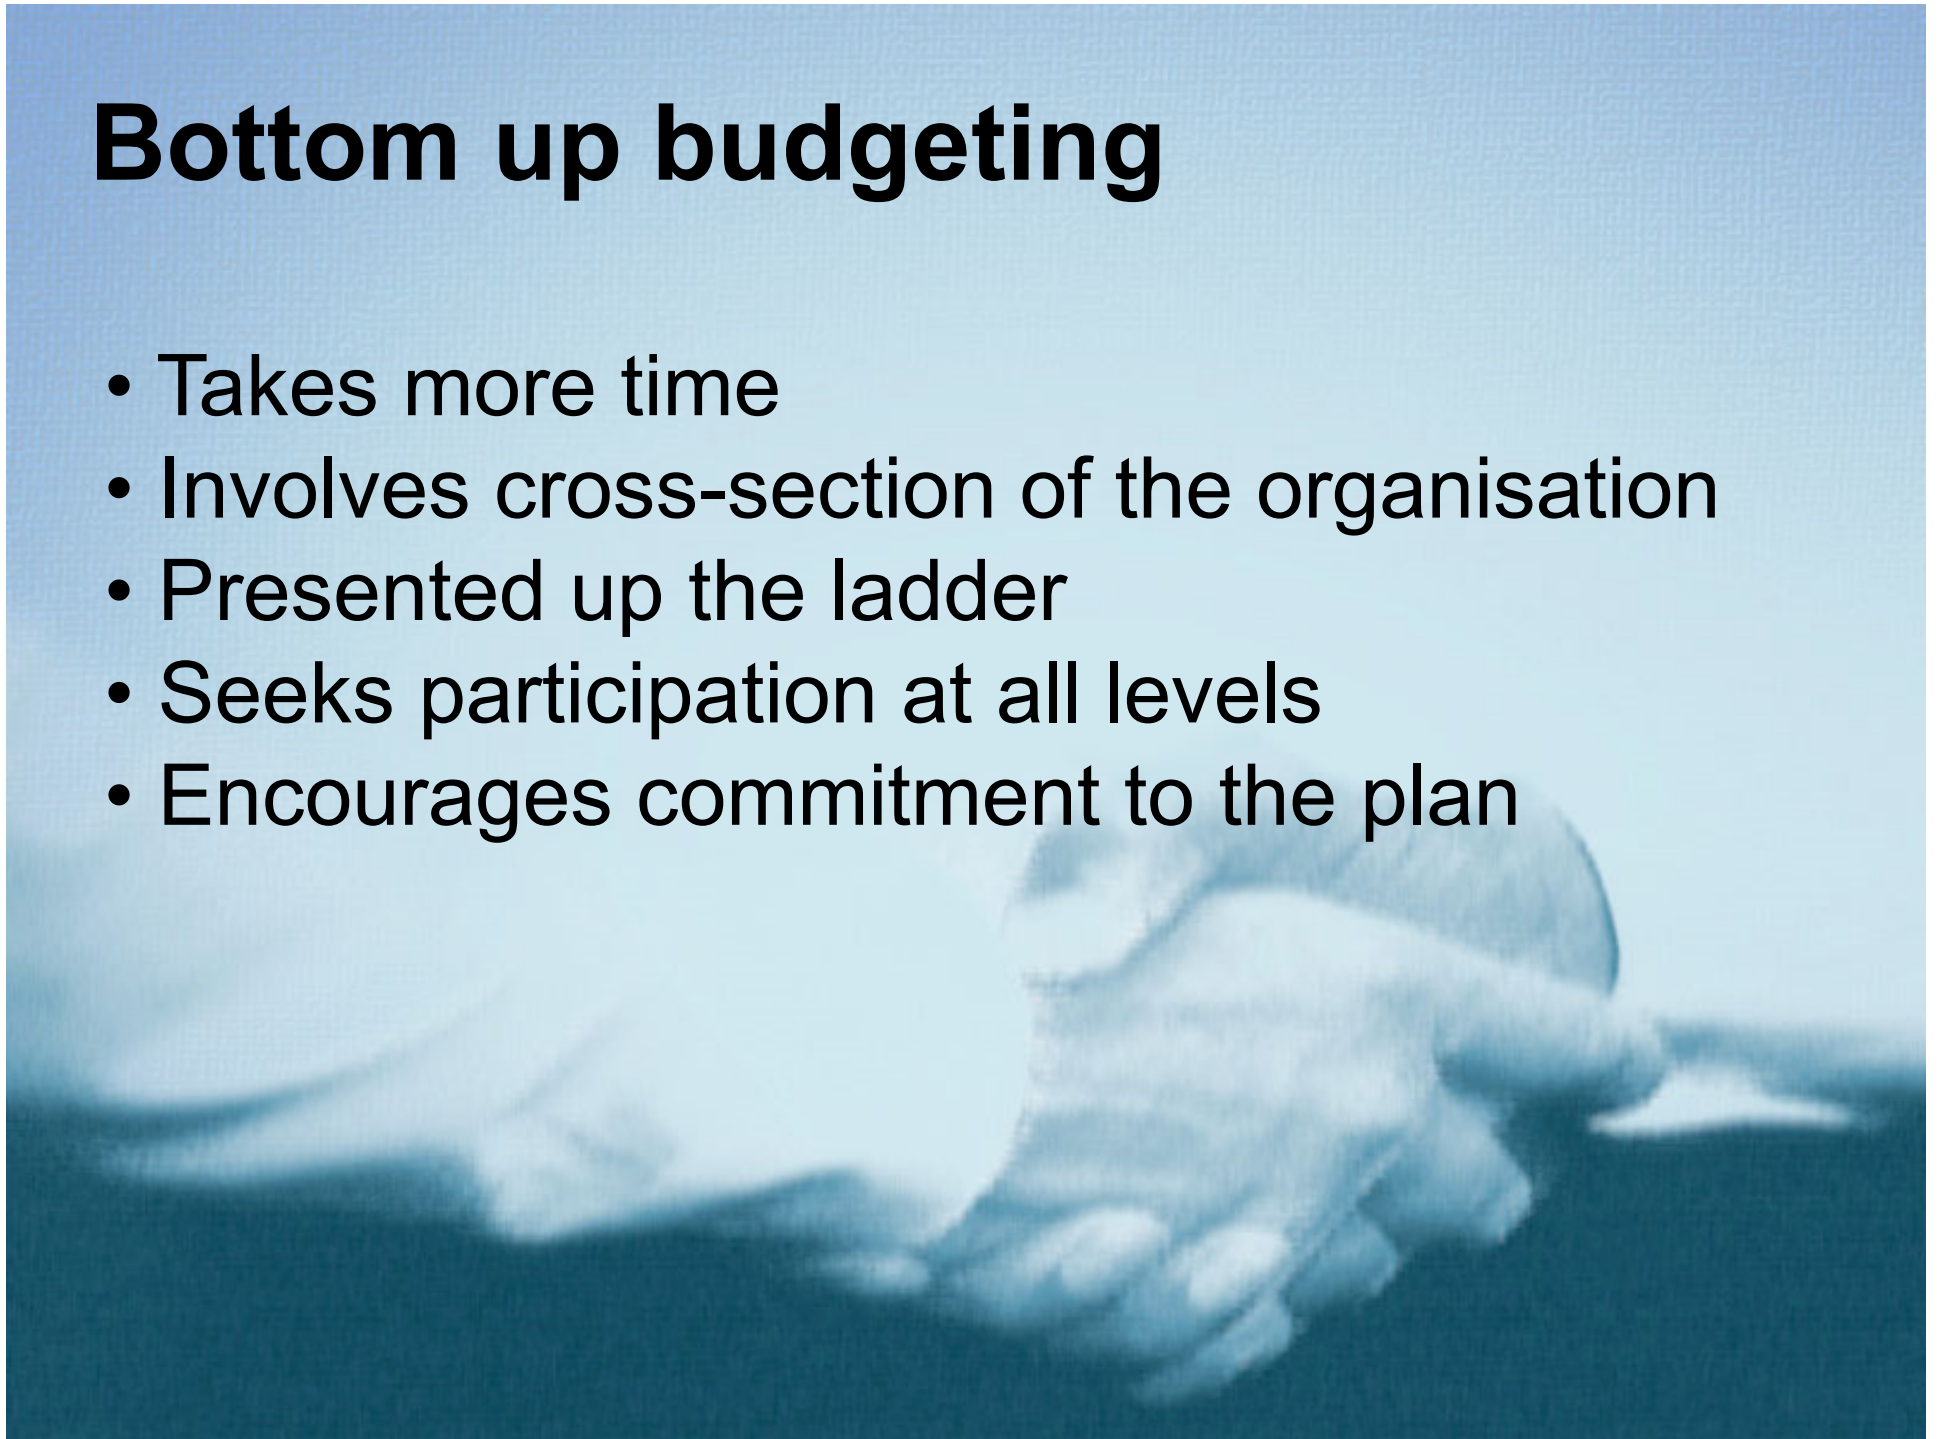 Bottom up budgeting
• Takes more time
• Involves cross-section of the organisation
• Presented up the ladder
• Seeks participation at all levels
• Encourages commitment to the plan